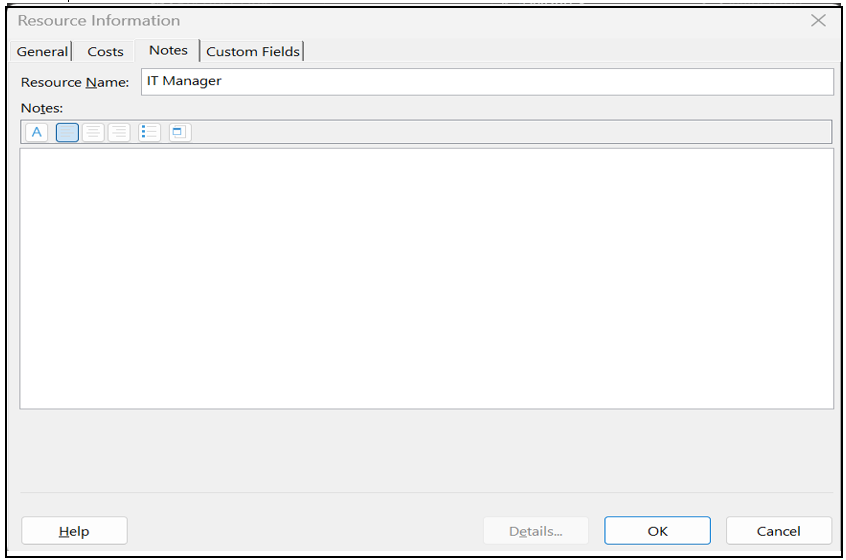 Resource Information
General Costs Notes Custom Fields
Resource Name: IT Manager
Notes:
A
Help Details... OK Cancel